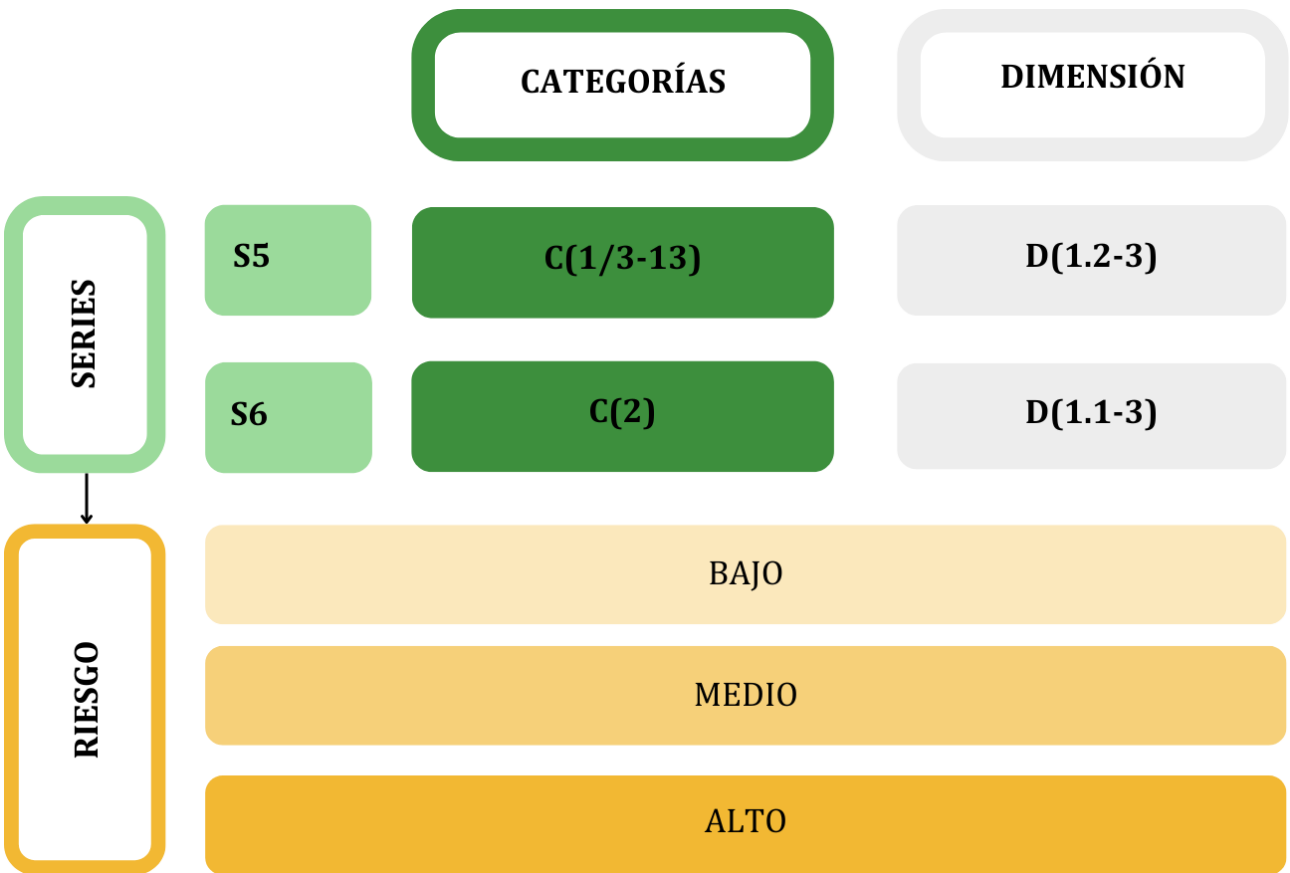 CATEGORÍAS
DIMENSIÓN
SERIES
S5
C(1/3-13)
D(1.2-3)
S6
C(2)
D(1.1-3)
RIESGO
BAJO
MEDIO
ALTO